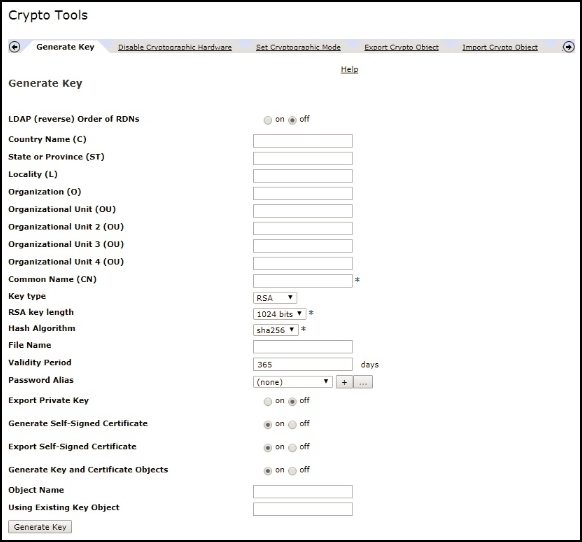 Crypto Tools
Generate Key Disable Cryptographic Hardware Set Cryptographic Mode Export Crypto Object Import Crypto Object
Help
Generate Key
LDAP (reverse) Order of RDNs on off
Country Name (C)
State or Province (ST)
Locality (L)
Organization (O)
Organizational Unit (OU)
Organizational Unit 2 (OU)
Organizational Unit 3 (OU)
Organizational Unit 4 (OU)
Common Name (CN) *
Key type RSA
RSA key length 1024 bits *
Hash Algorithm sha256 *
File Name
Validity Period 365 days
Password Alias (none) + ...
Export Private Key on off
Generate Self-Signed Certificate on off
Export Self-Signed Certificate on off
Generate Key and Certificate Objects on off
Object Name
Using Existing Key Object
Generate Key